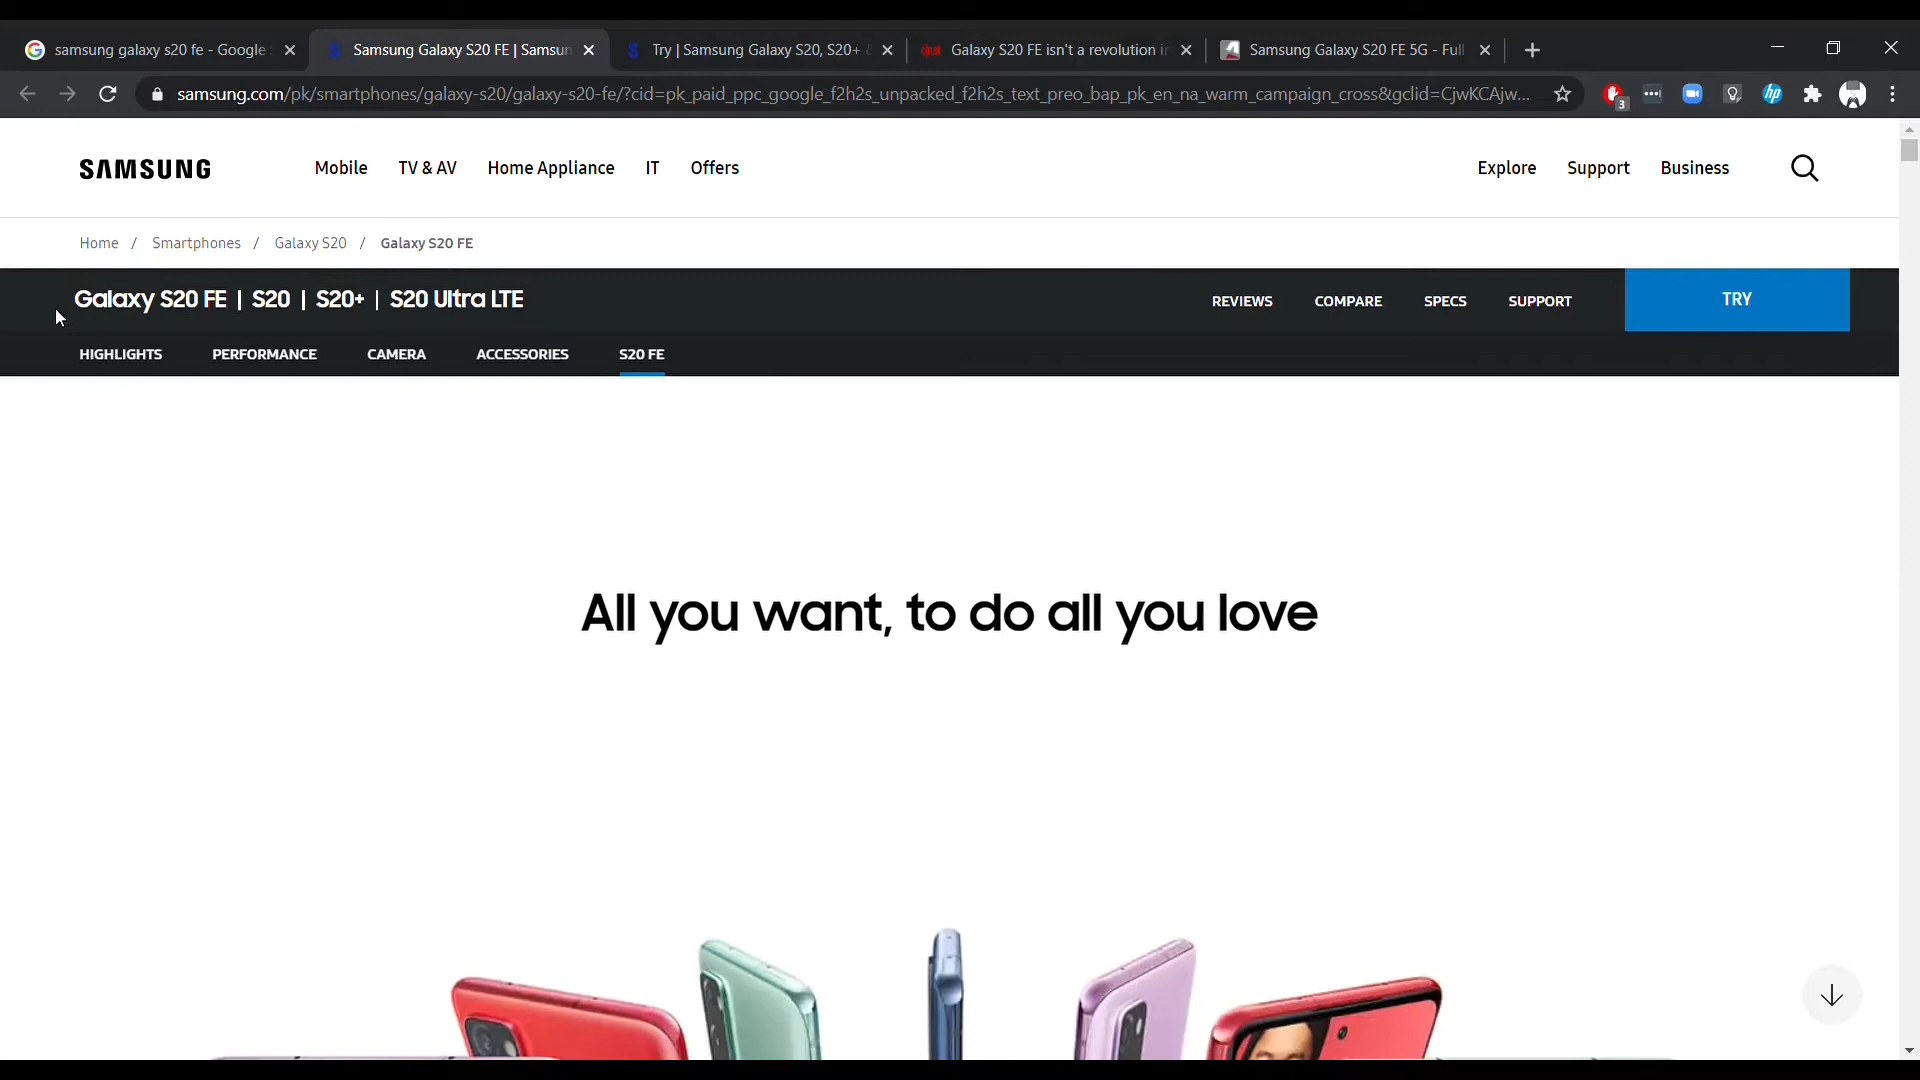 samsung galaxy s20 fe - Google
Samsung Galaxy S20 FE | Samsun
Try | Samsung Galaxy S20, S20+
Galaxy S20 FE isn't a revolution i
Samsung Galaxy S20 FE 5G - Full
samsung.com/pk/smartphones/galaxy-s20/galaxy-s20-fe/?cid=pk_paid_ppc_google_f2h2s_unpacked_f2h2s_text_preo_bap_pk_en_na_warm_campaign_cross&gclid=CjwKCAjw...
3
hp
SAMSUNG
Mobile
TV & AV
Home Appliance
IT
Offers
Explore
Support
Business
Home / Smartphones / Galaxy S20 / Galaxy S20 FE
Galaxy S20 FE | S20 | S20+ | S20 Ultra LTE
REVIEWS
COMPARE
SPECS
SUPPORT
TRY
HIGHLIGHTS
PERFORMANCE
CAMERA
ACCESSORIES
S20 FE
All you want, to do all you love